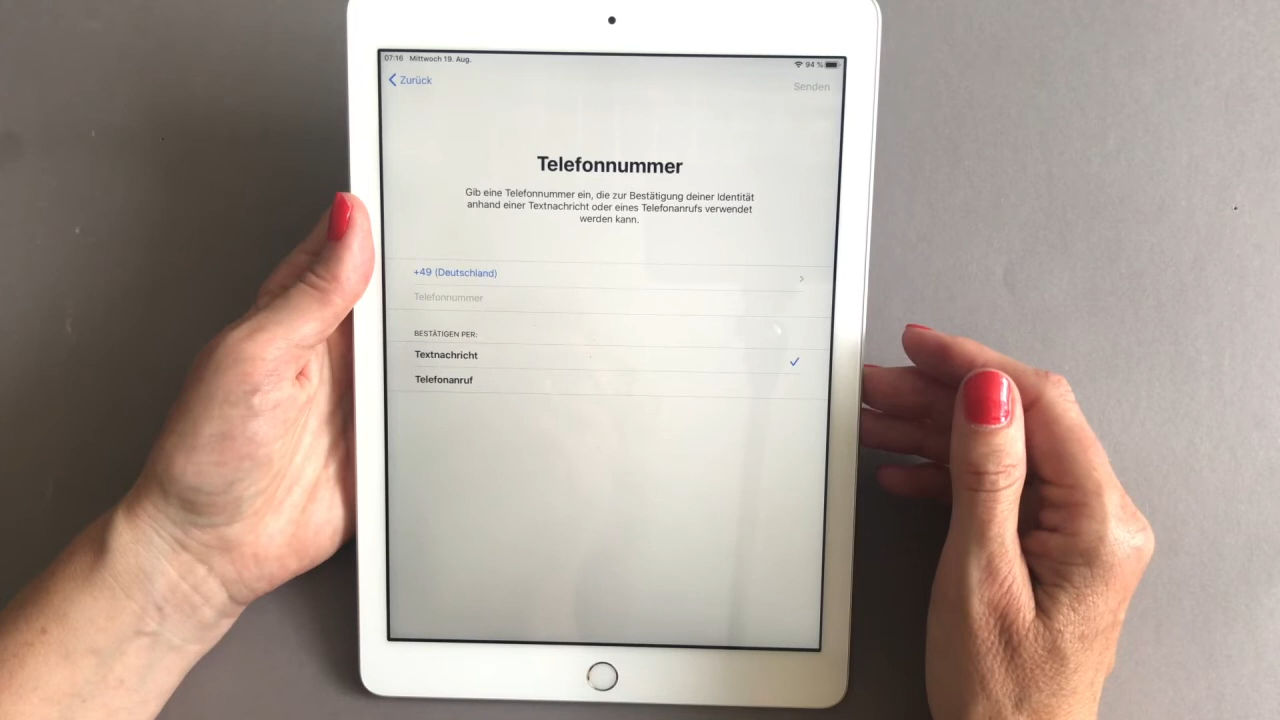 07:16 Mittwoch 19. Aug.
94 %
Zurück
Senden
Telefonnummer
Gib eine Telefonnummer ein, die zur Bestätigung deiner Identität
anhand einer Textnachricht oder eines Telefonanrufs verwendet
werden kann.
+49 (Deutschland)
Telefonnummer
BESTÄTIGEN PER:
Textnachricht
Telefonanruf